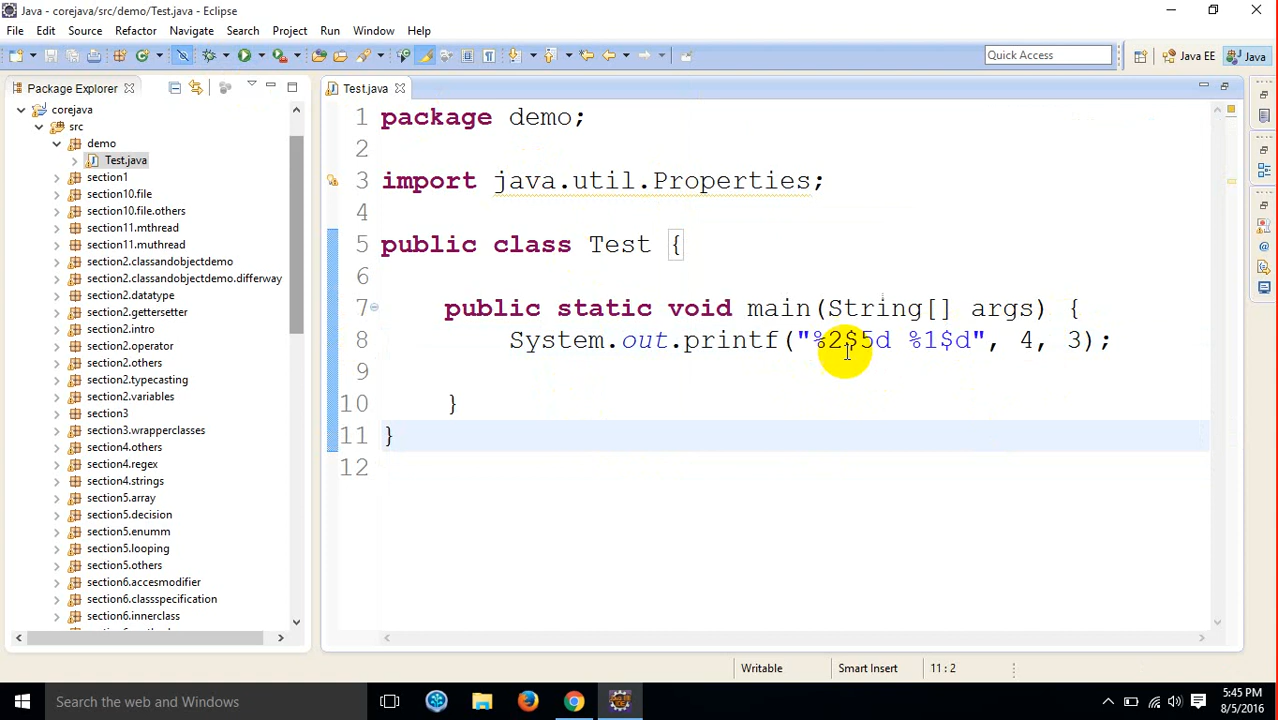 Java - corejava/src/demo/Test.java - Eclipse
File Edit Source Refactor Navigate Search Project Run Window Help
Quick Access
Java EE
Java
Package Explorer
corejava
src
demo
Test.java
section1
section10.file
section10.file.others
section11.mthread
section11.muthread
section2.classandobjectdemo
section2.classandobjectdemo.differway
section2.datatype
section2.gettersetter
section2.intro
section2.operator
section2.others
section2.typecasting
section2.variables
section3
section3.wrapperclasses
section4.others
section4.regex
section4.strings
section5.array
section5.decision
section5.enumm
section5.looping
section5.others
section6.accesmodifier
section6.classspecification
section6.innerclass
Test.java
1 package demo;
2
3 import java.util.Properties;
4
5 public class Test {
6
7 public static void main(String[] args) {
8 System.out.printf("%2$5d %1$d", 4, 3);
9
10 }
11 }
12
Writable
Smart Insert
11 : 2
Search the web and Windows
5:45 PM
8/5/2016